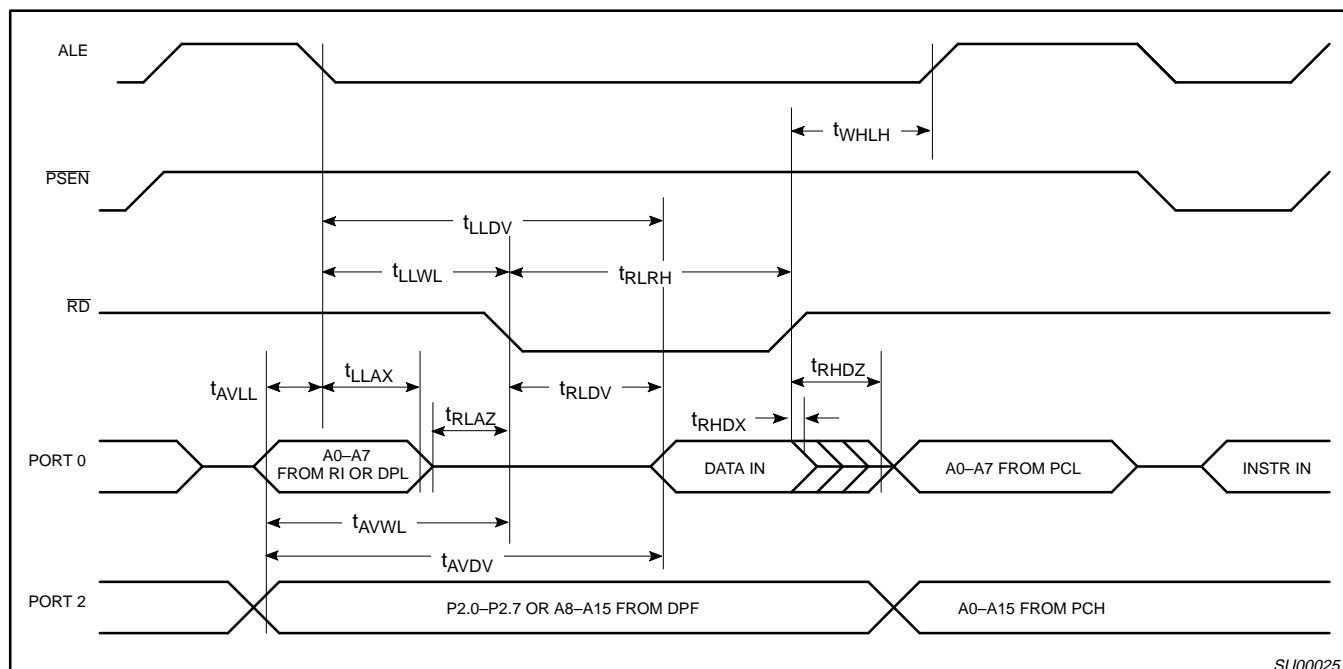 ALE
tWHLH
PSEN
tLLDV
tLLWL
tRLRH
RD
tAVLL
tLLAX
tRLAZ
tRLDV
tRHDZ
tRHDX
PORT 0
A0–A7
FROM RI OR DPL
DATA IN
A0–A7 FROM PCL
INSTR IN
tAVWL
tAVDV
PORT 2
P2.0–P2.7 OR A8–A15 FROM DPF
A0–A15 FROM PCH
SU00025